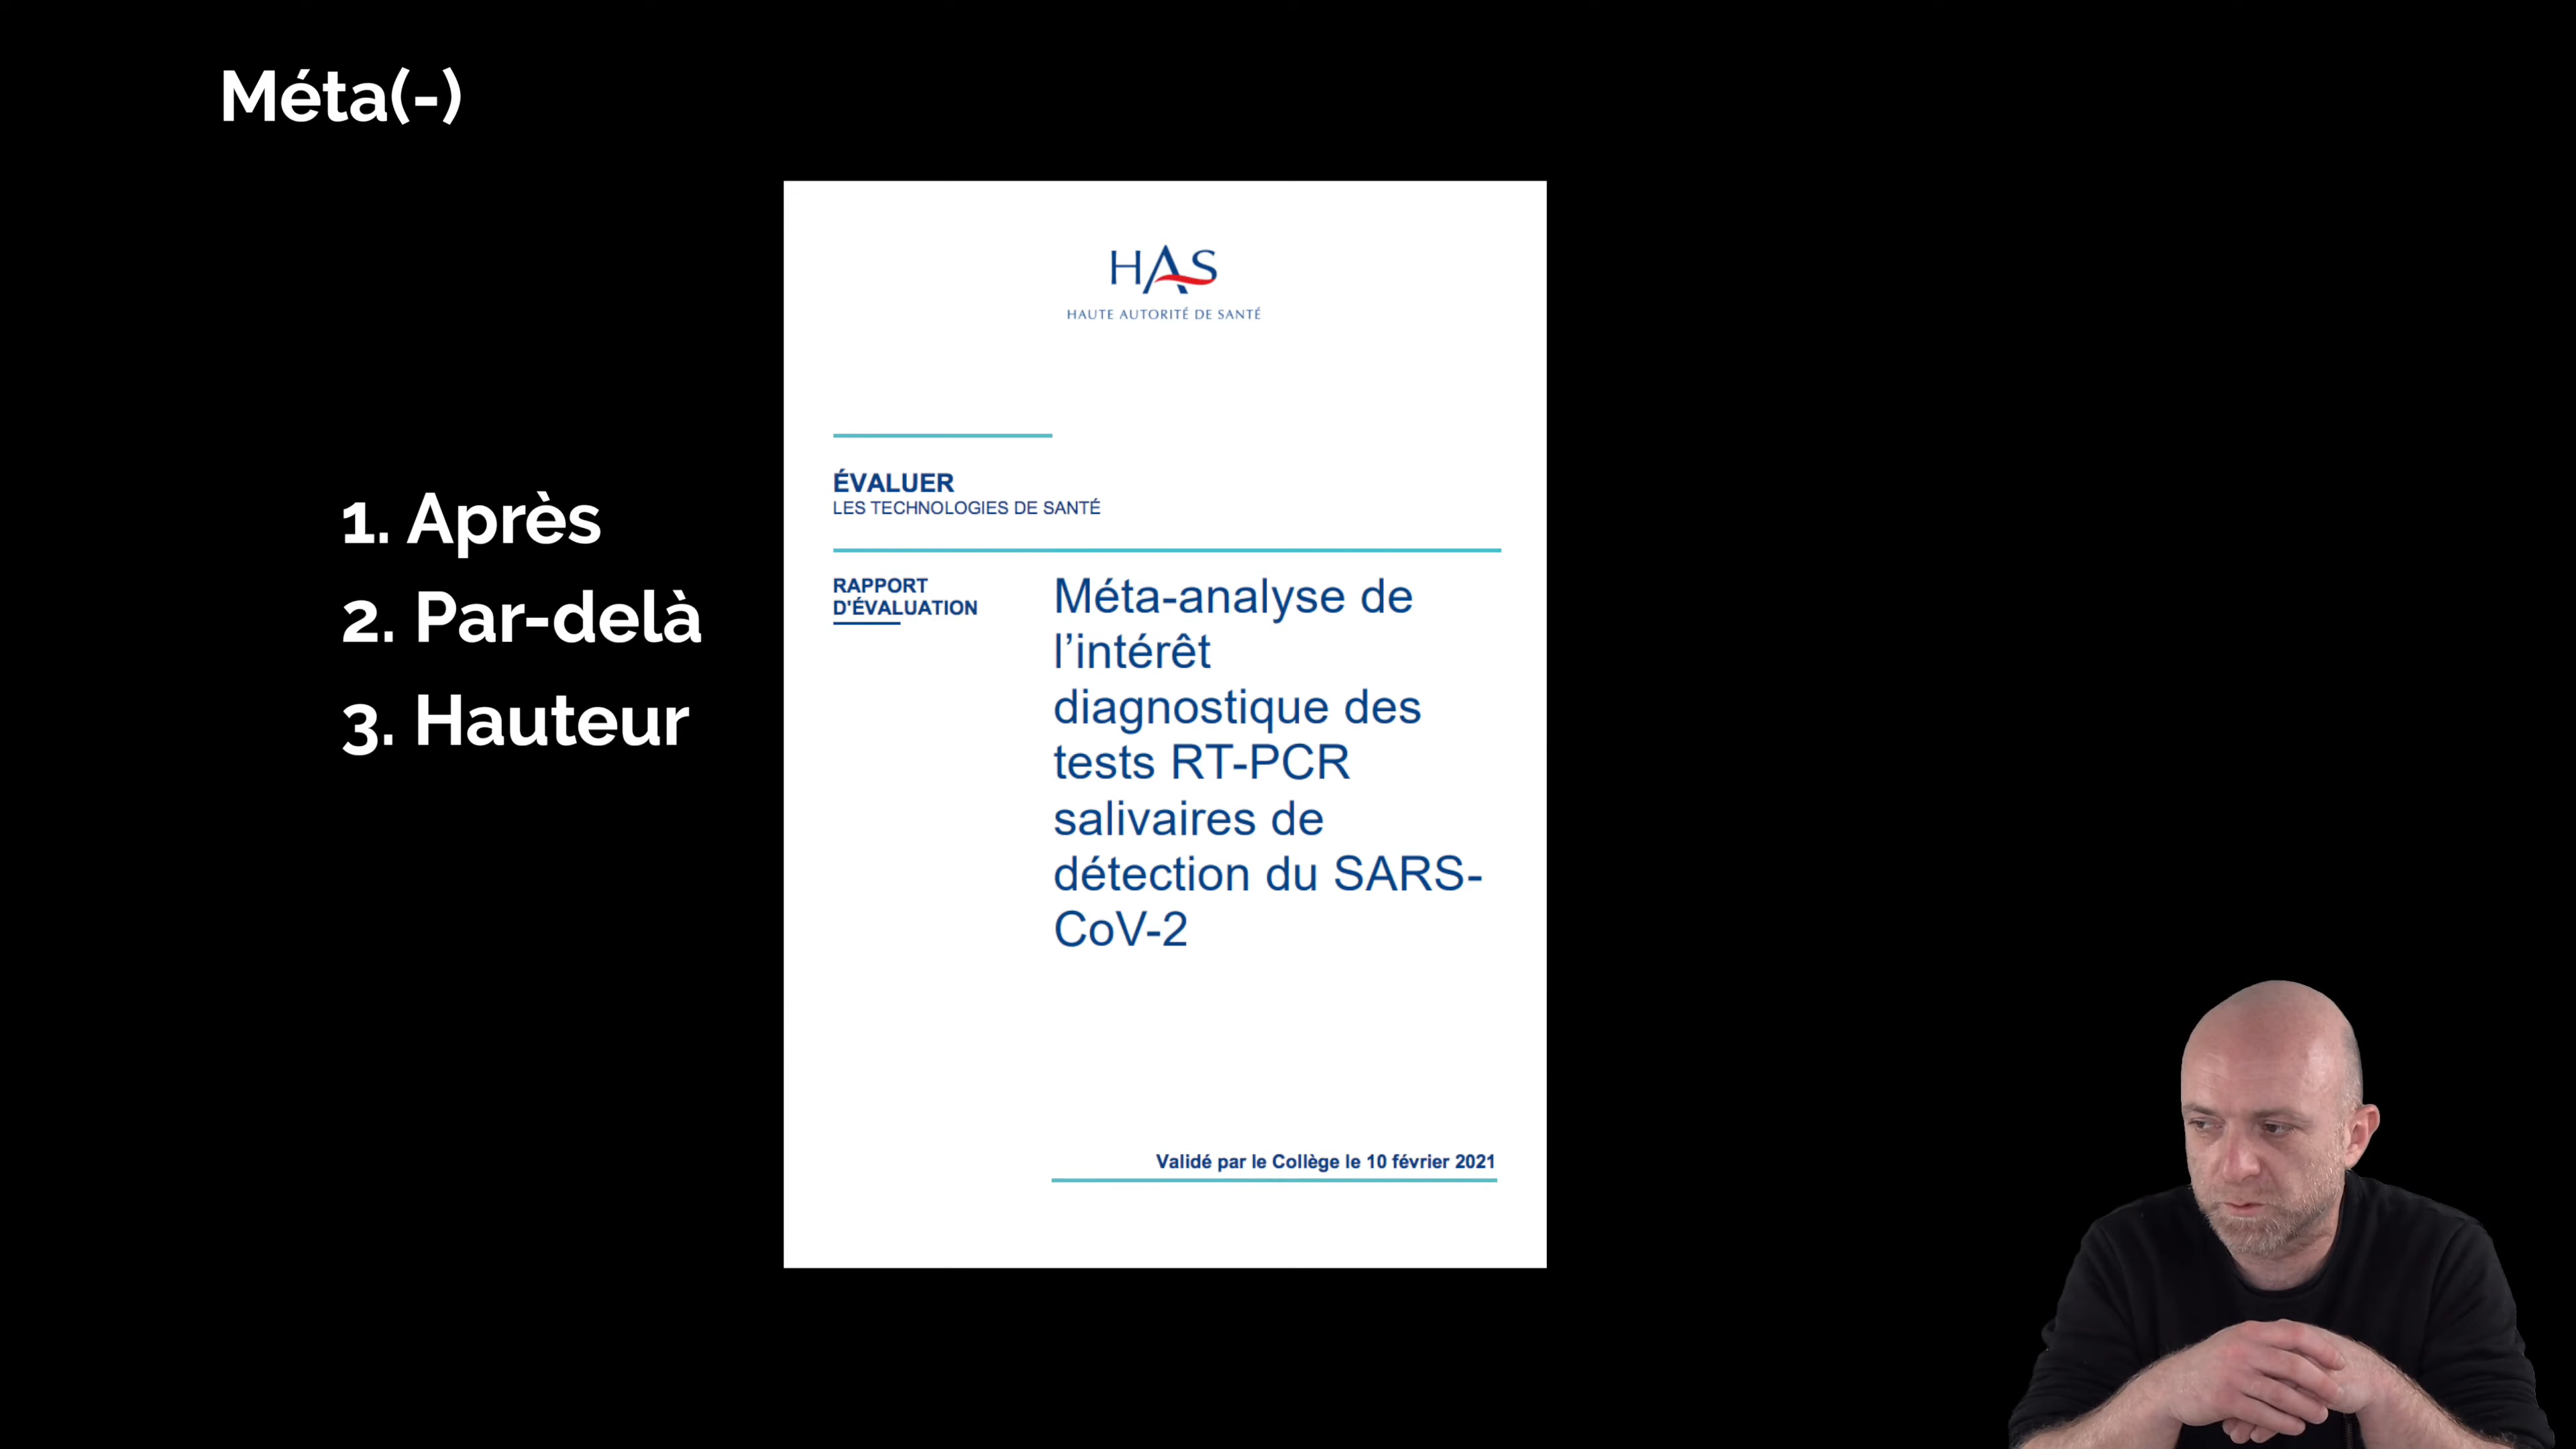 Méta(-)
1. Après
2. Par-delà
3. Hauteur
HAS
HAUTE AUTORITÉ DE SANTÉ
ÉVALUER
LES TECHNOLOGIES DE SANTÉ
RAPPORT
D'ÉVALUATION
Méta-analyse de
l’intérêt
diagnostique des
tests RT-PCR
salivaires de
détection du SARS-
CoV-2
Validé par le Collège le 10 février 2021